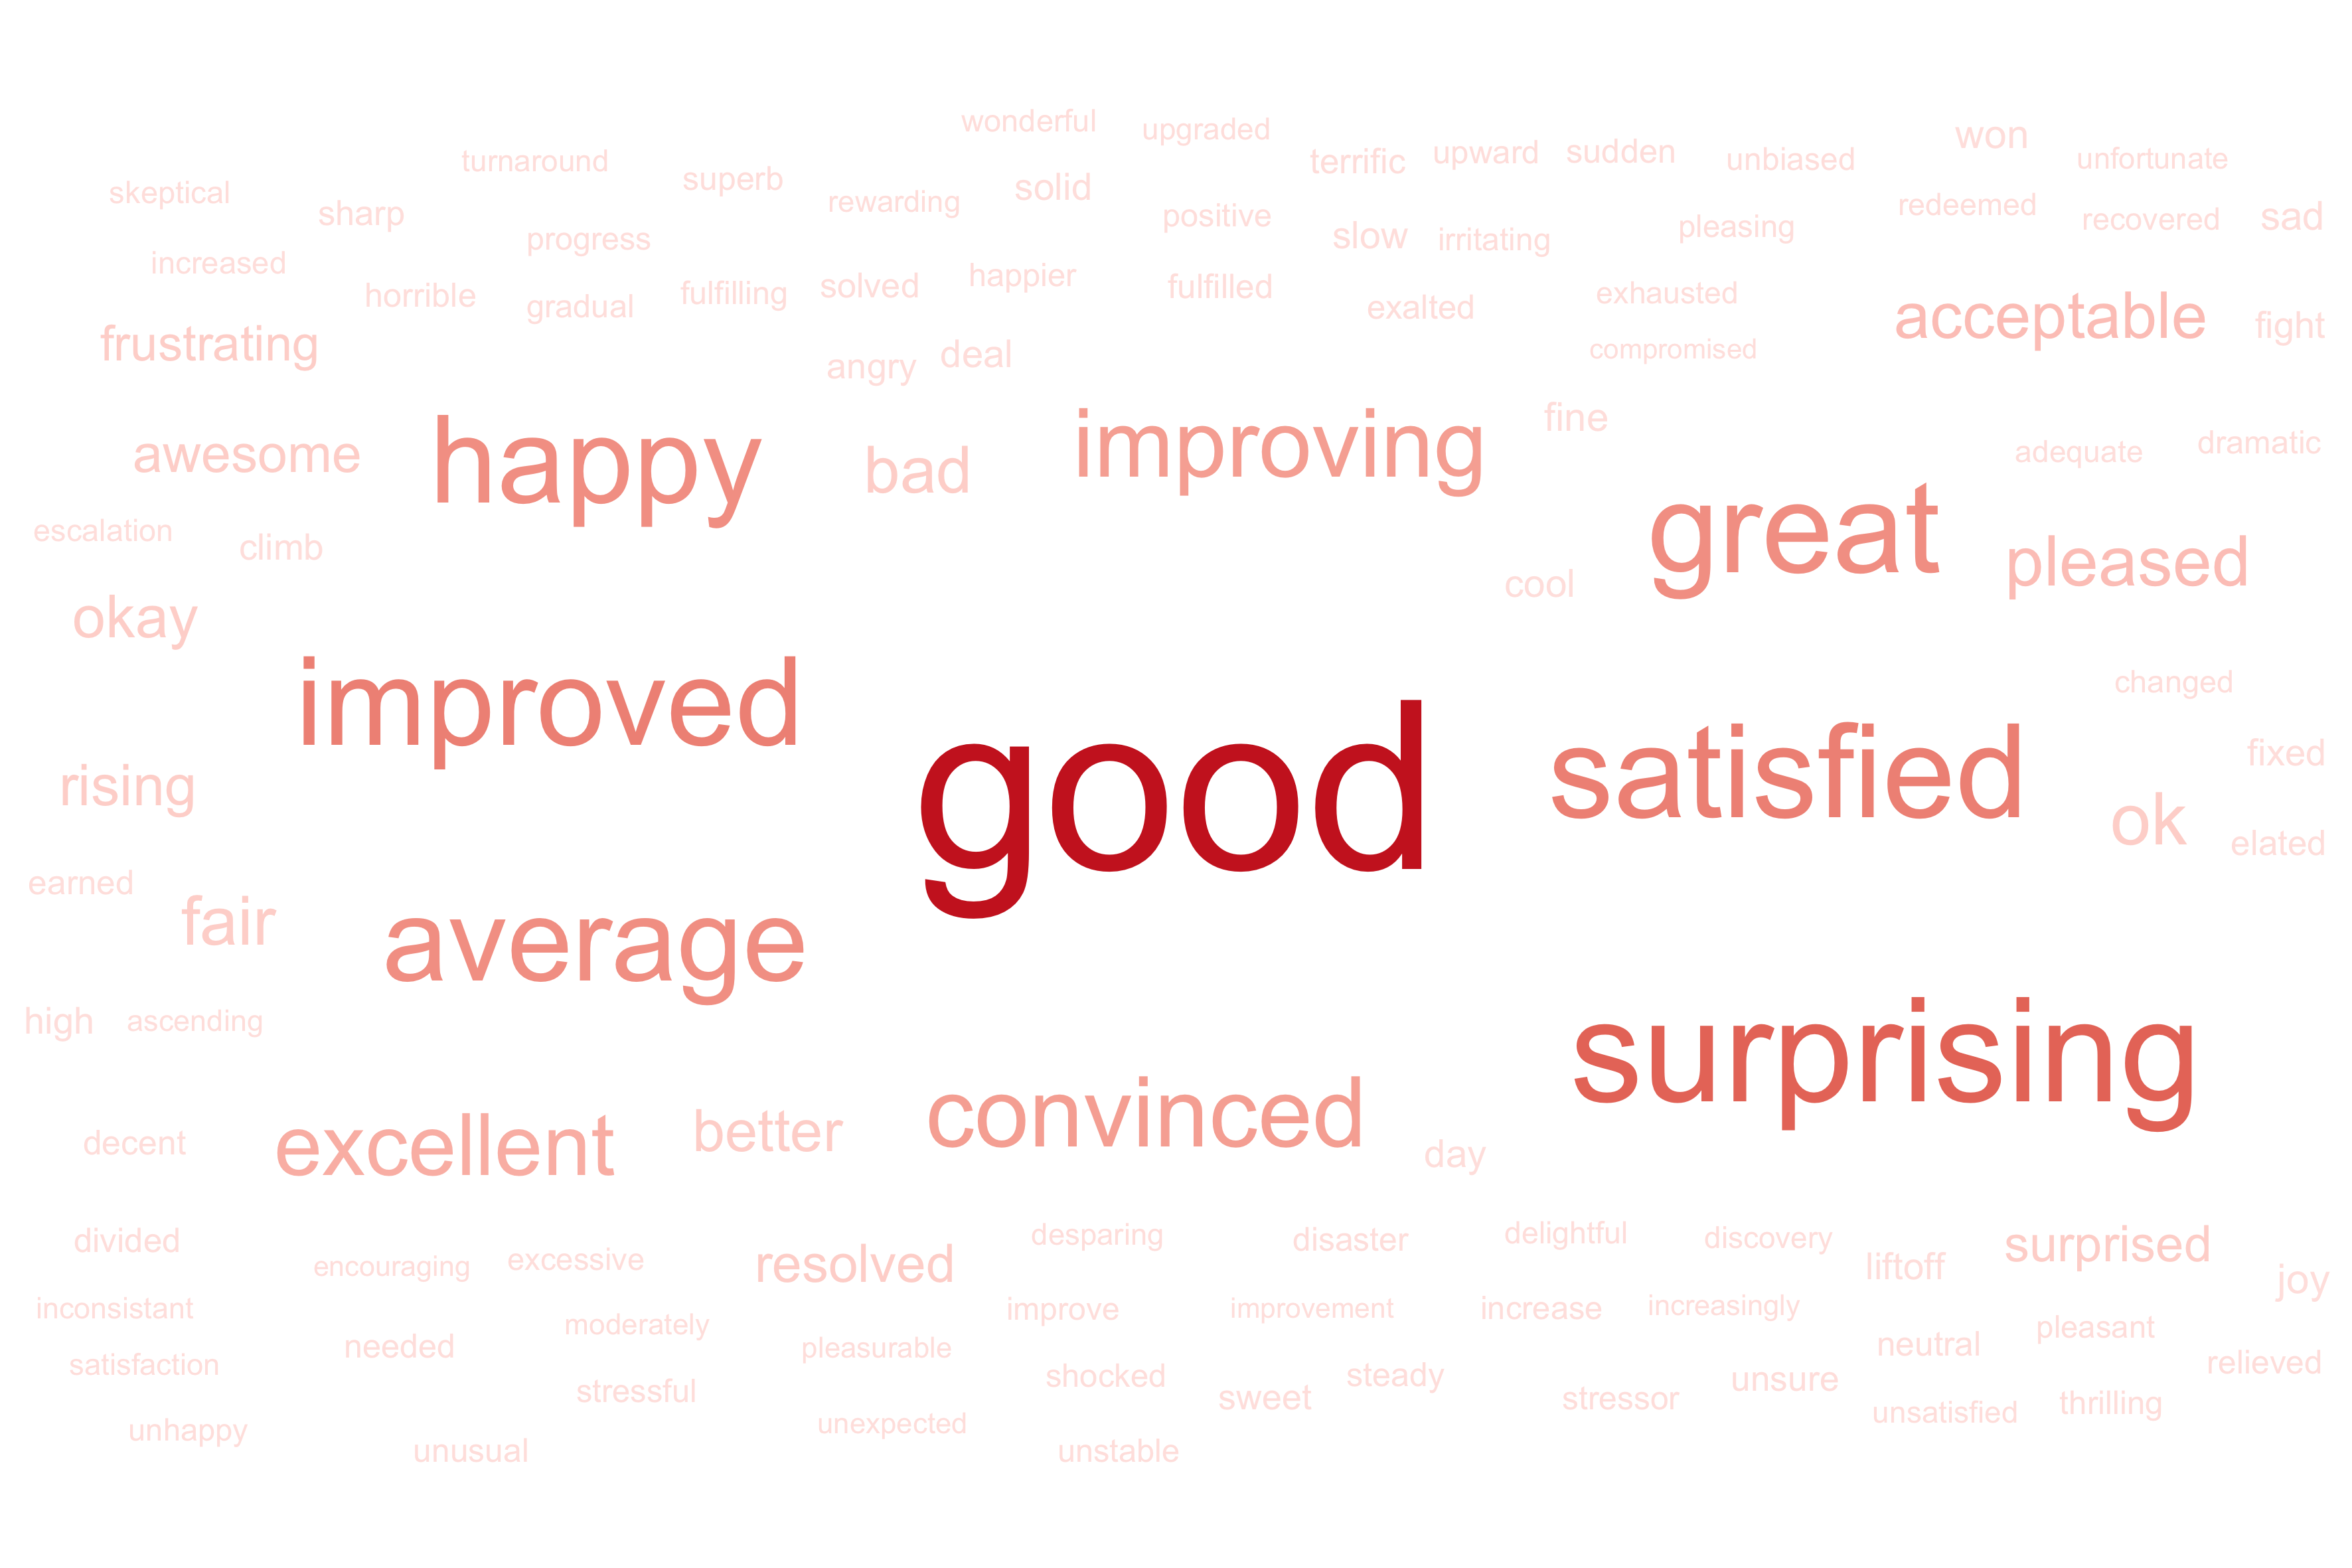 wonderful
upgraded
turnaround
superb
terrific
upward
sudden
unbiased
won
unfortunate
skeptical
sharp
rewarding
solid
positive
slow
irritating
pleasing
redeemed
recovered
sad
increased
progress
horrible
gradual
fulfilling
solved
happier
fulfilled
exalted
exhausted
acceptable
fight
frustrating
angry
deal
compromised
awesome
happy
bad
improving
fine
great
adequate
dramatic
escalation
climb
cool
pleased
okay
improved
good
satisfied
changed
fixed
rising
ok
elated
earned
fair
average
surprising
high
ascending
decent
excellent
better
convinced
day
divided
encouraging
excessive
resolved
desparing
disaster
delightful
discovery
liftoff
surprised
joy
inconsistant
needed
moderately
pleasurable
improve
improvement
increase
increasingly
neutral
pleasant
satisfaction
stressful
shocked
sweet
steady
stressor
unsure
unsatisfied
thrilling
relieved
unhappy
unusual
unexpected
unstable